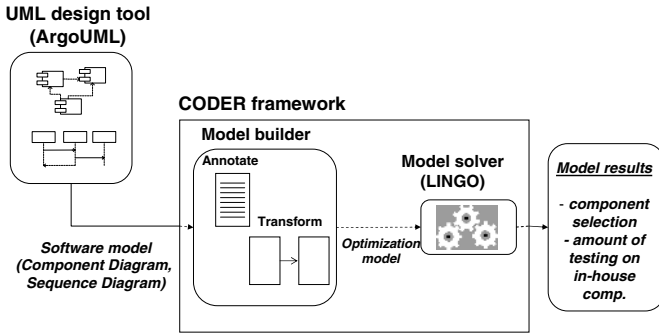 UML design tool
(ArgoUML)
CODER framework
Model builder
Annotate
Transform
Model solver
(LINGO)
Model results
- component
selection
- amount of
testing on
in-house
comp.
Optimization
model
Software model
(Component Diagram,
Sequence Diagram)